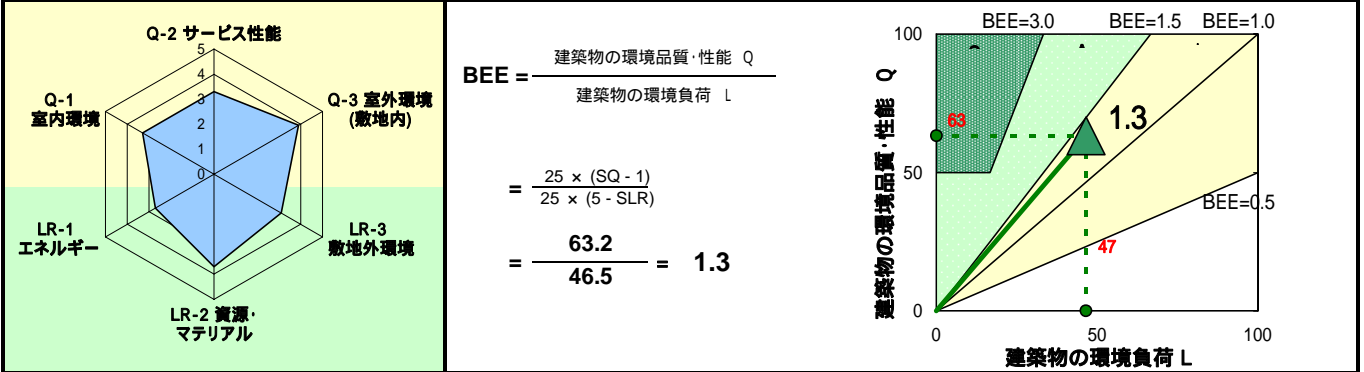 Q-2 サービス性能
5
4
3
2
1
0
Q-1
室内環境
Q-3 室外環境
(敷地内)
LR-1
エネルギー
LR-3
敷地外環境
LR-2 資源·
マテリアル
BEE = 建築物の環境品質·性能 Q
建築物の環境負荷 L
= 25 × (SQ - 1)
25 × (5 - SLR)
= 63.2
46.5
= 1.3
BEE=3.0 BEE=1.5 BEE=1.0
100
63
1.3
50
BEE=0.5
47
0
0 50 100
建築物の環境品質·性能 Q
建築物の環境負荷 L